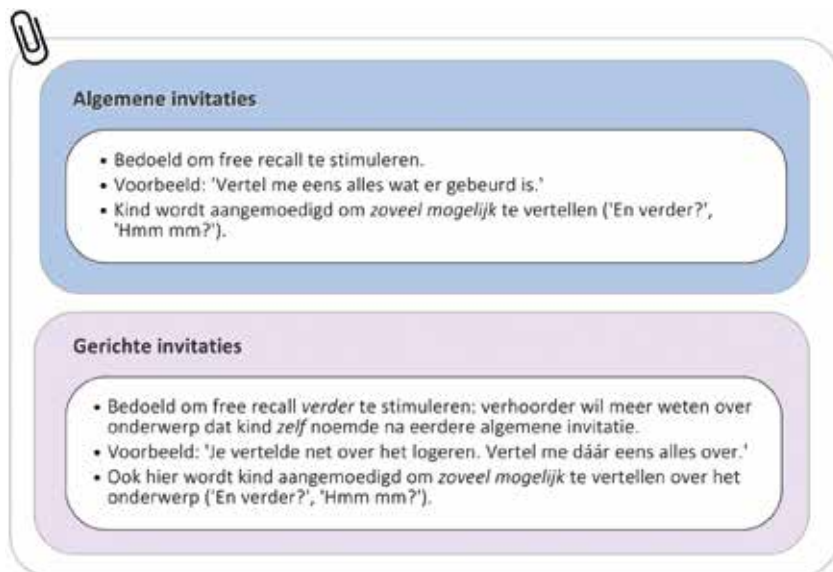 Algemene invitaties
• Bedoeld om free recall te stimuleren.
• Voorbeeld: 'Vertel me eens alles wat er gebeurd is.'
• Kind wordt aangemoedigd om zoveel mogelijk te vertellen ('En verder?',
'Hmm mm?').
Gerichte invitaties
• Bedoeld om free recall verder te stimuleren: verhoorder wil meer weten over
onderwerp dat kind zelf noemde na eerdere algemene invitatie.
• Voorbeeld: 'Je vertelde net over het logeren. Vertel me dáár eens alles over.'
• Ook hier wordt kind aangemoedigd om zoveel mogelijk te vertellen over het
onderwerp ('En verder?', 'Hmm mm?').